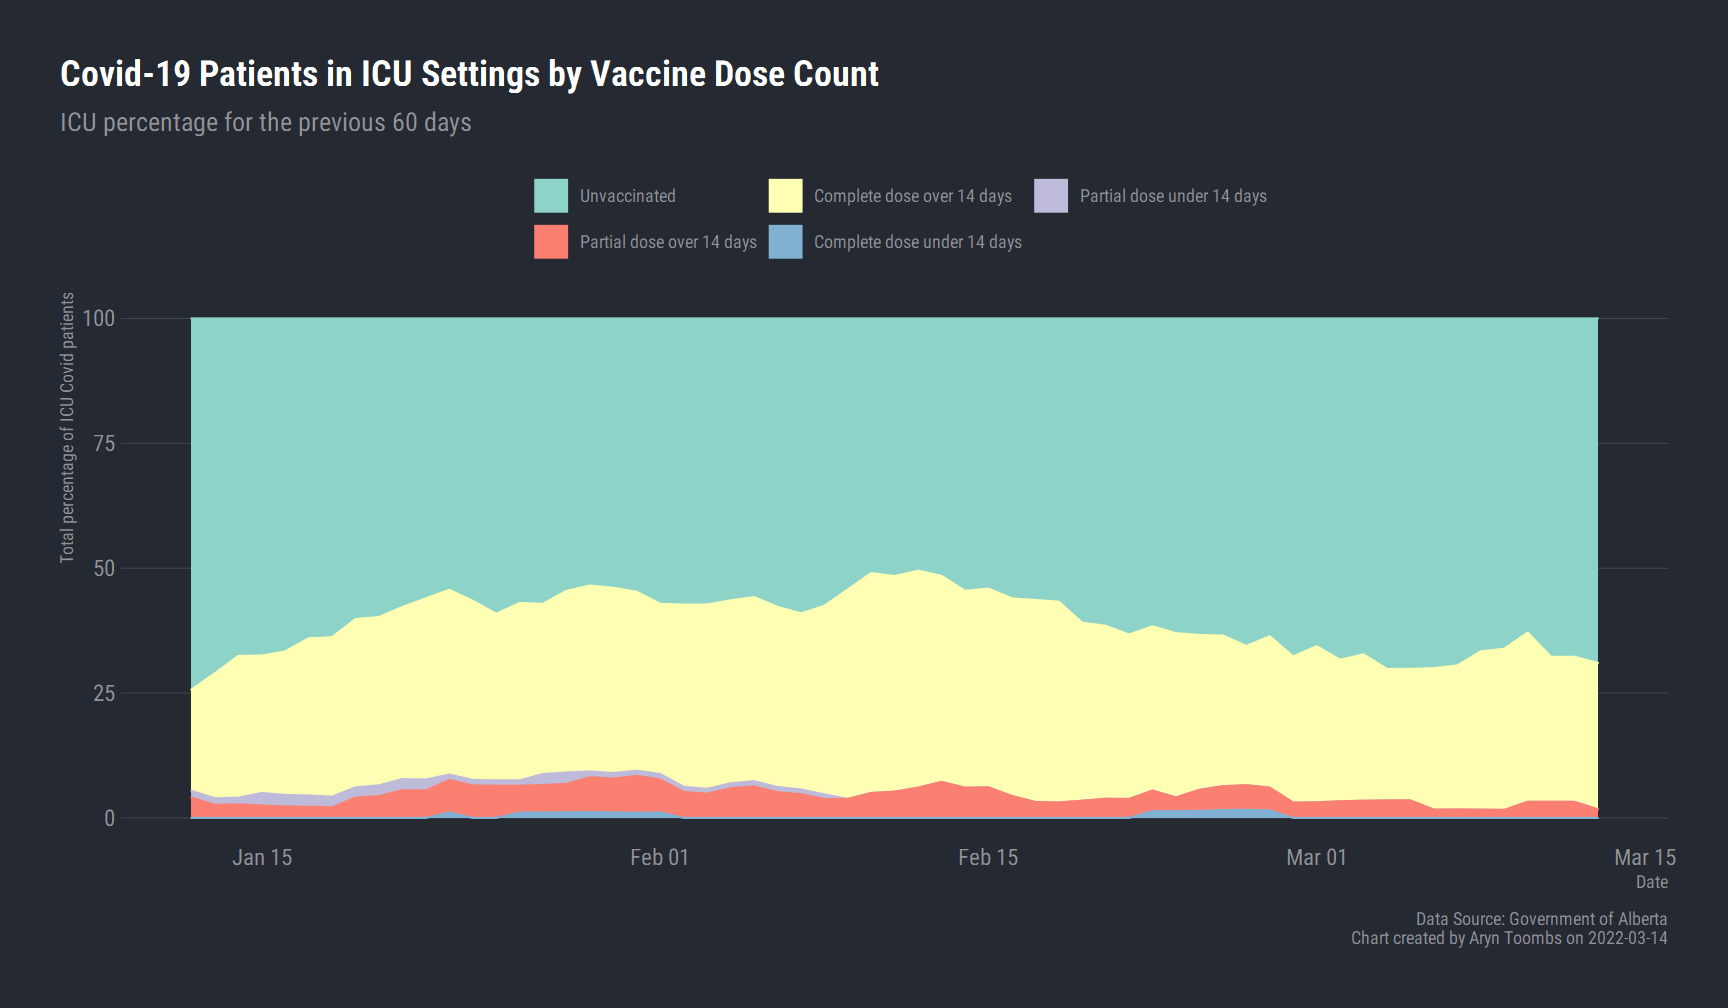 Covid-19 Patients in ICU Settings by Vaccine Dose Count
ICU percentage for the previous 60 days
Unvaccinated
Complete dose over 14 days
Partial dose under 14 days
Partial dose over 14 days
Complete dose under 14 days
Total percentage of ICU Covid patients
100
75
50
25
0
Jan 15
Feb 01
Feb 15
Mar 01
Mar 15
Date
Data Source: Government of Alberta
Chart created by Aryn Toombs on 2022-03-14